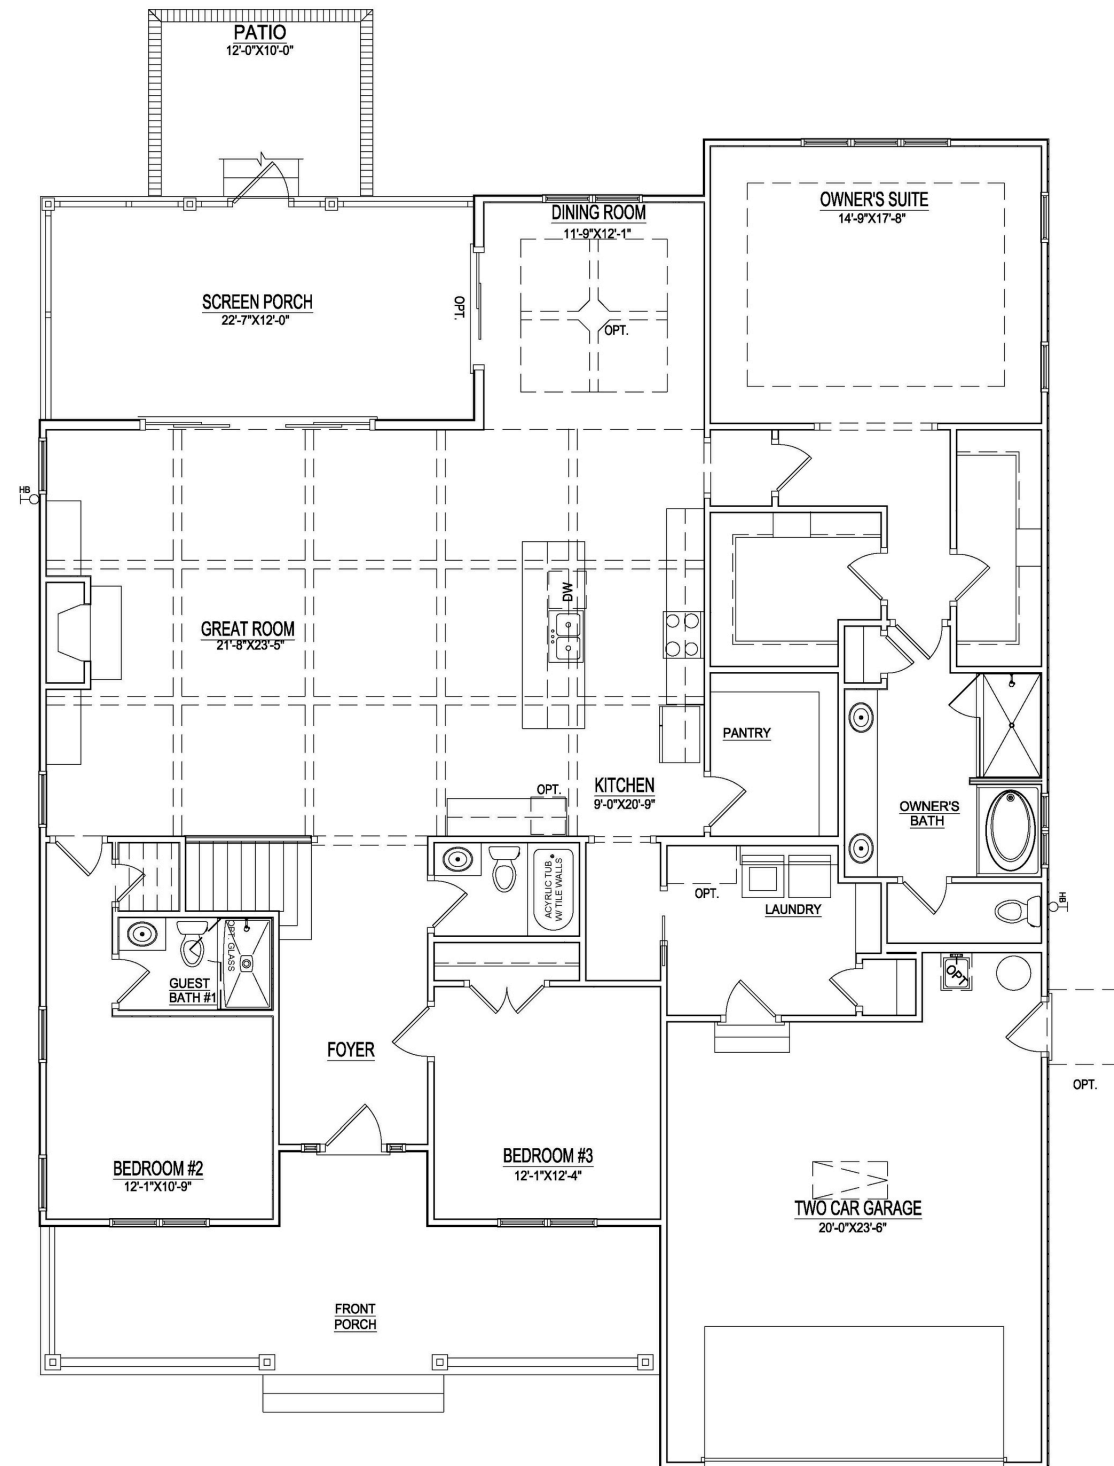 PATIO
12'-0"X10'-0"
OWNER'S SUITE
14'-9"X17'-8"
DINING ROOM
11'-9"X12'-1"
OPT.
OPT.
SCREEN PORCH
22'-7"X12'-0"
HB
DW
GREAT ROOM
21'-8"X23'-5"
PANTRY
KITCHEN
9'-0"X20'-9"
OPT.
OWNER'S
BATH
ACYRLIC TUB
W/ TILE WALLS
OPT.
LAUNDRY
HB
OPT. GLASS
GUEST
BATH #1
OPT
FOYER
OPT.
BEDROOM #2
12'-1"X10'-9"
BEDROOM #3
12'-1"X12'-4"
TWO CAR GARAGE
20'-0"X23'-6"
FRONT
PORCH